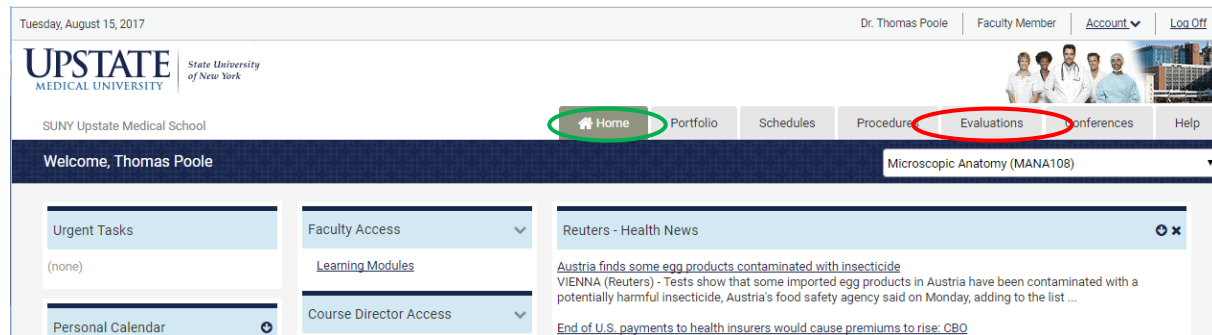 Tuesday, August 15, 2017
Dr. Thomas Poole Faculty Member Account Log Off
UPSTATE
MEDICAL UNIVERSITY
State University
of New York
SUNY Upstate Medical School
Home Portfolio Schedules Procedures Evaluations Conferences Help
Welcome, Thomas Poole
Microscopic Anatomy (MANA108)
Urgent Tasks
(none)
Personal Calendar
Faculty Access
Learning Modules
Course Director Access
Reuters - Health News
Austria finds some egg products contaminated with insecticide
VIENNA (Reuters) - Tests show that some imported egg products in Austria have been contaminated with a
potentially harmful insecticide, Austria's food safety agency said on Monday, adding to the list ...
End of U.S. payments to health insurers would cause premiums to rise: CBO